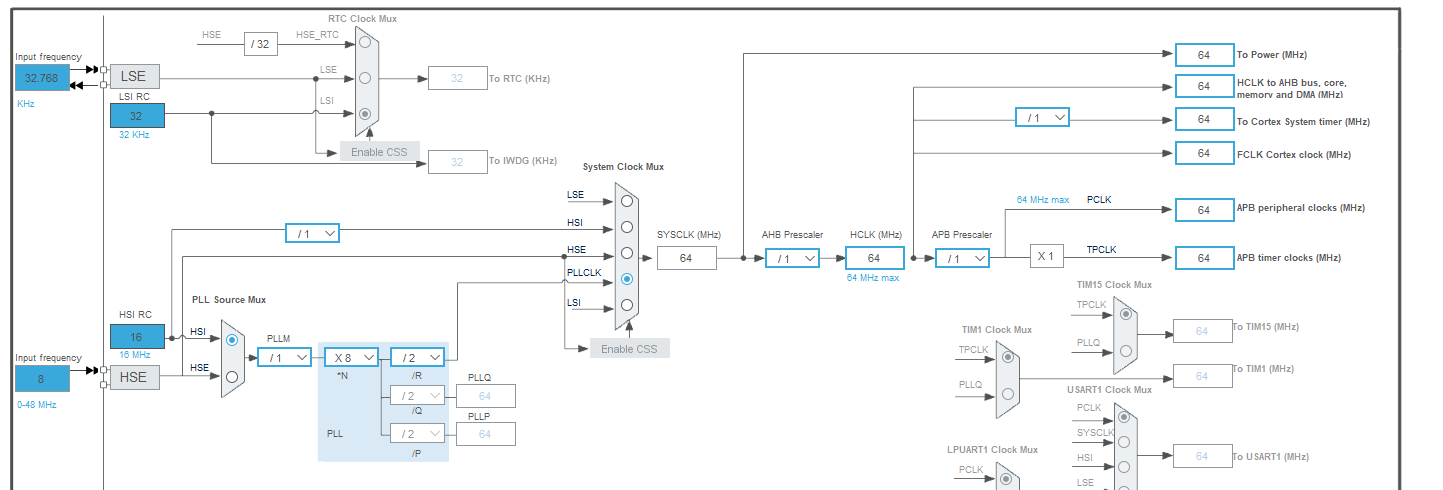 RTC Clock Mux
HSE
/ 32
HSE_RTC
Input frequency
32.768
KHz
LSE
LSE
32
To RTC (KHz)
LSI RC
32
32 KHz
LSI
Enable CSS
32
To IWDG (KHz)
System Clock Mux
LSE
HSI
/ 1
HSE
PLLCLK
LSI
Enable CSS
SYSCLK (MHz)
64
AHB Prescaler
/ 1
HCLK (MHz)
64
64 MHz max
APB Prescaler
/ 1
64
To Power (MHz)
64
HCLK to AHB bus, core,
memory and DMA (MHz)
/ 1
64
To Cortex System timer (MHz)
64
FCLK Cortex clock (MHz)
64 MHz max
PCLK
64
APB peripheral clocks (MHz)
X 1
TPCLK
64
APB timer clocks (MHz)
PLL Source Mux
HSI RC
16
16 MHz
HSI
Input frequency
8
0-48 MHz
HSE
HSE
PLLM
/ 1
X 8
*N
/ 2
/R
/ 2
/Q
PLLQ
64
PLL
/ 2
/P
PLLP
64
TIM15 Clock Mux
TPCLK
PLLQ
64
To TIM15 (MHz)
TIM1 Clock Mux
TPCLK
PLLQ
64
To TIM1 (MHz)
USART1 Clock Mux
PCLK
SYSCLK
HSI
LSE
64
To USART1 (MHz)
LPUART1 Clock Mux
PCLK